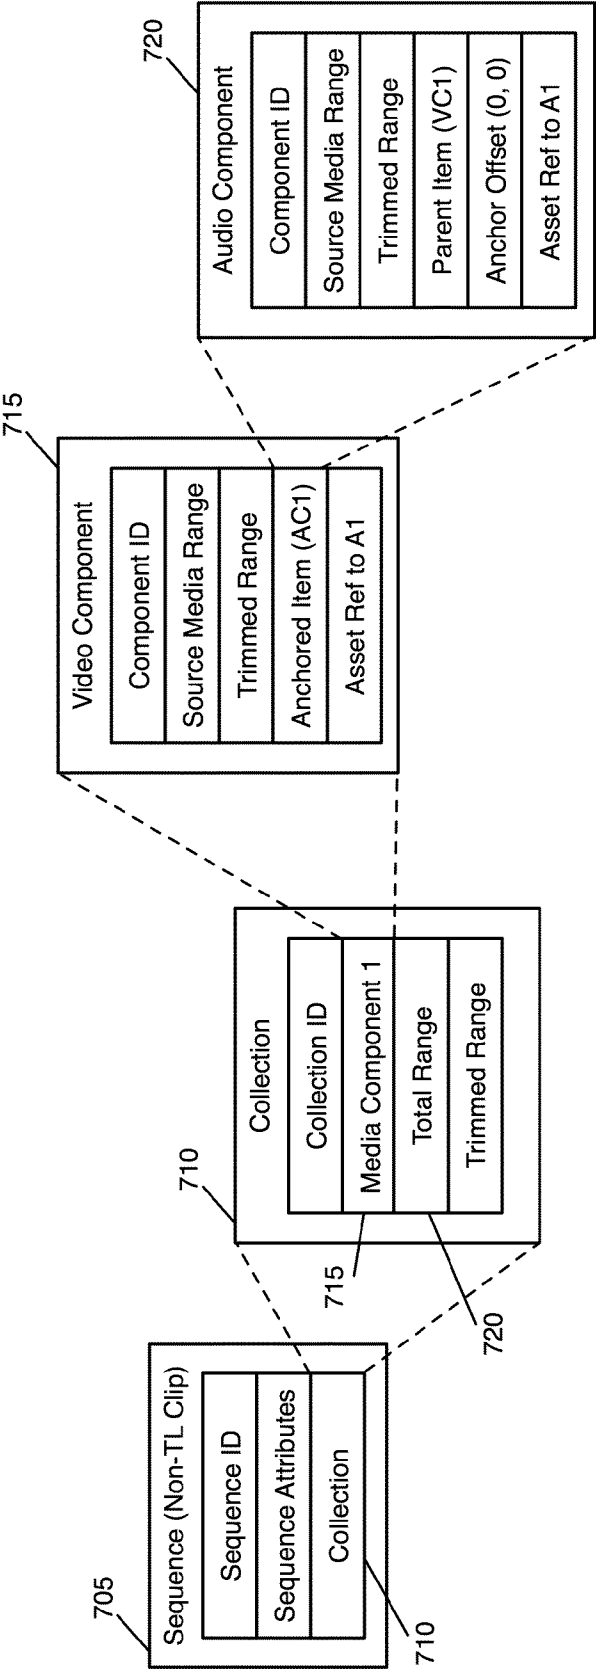 705
Sequence (Non-TL Clip)
Sequence ID
Sequence Attributes
Collection
710
710
Collection
Collection ID
Media Component 1
Total Range
Trimmed Range
715
720
715
Video Component
Component ID
Source Media Range
Trimmed Range
Anchored Item (AC1)
Asset Ref to A1
720
Audio Component
Component ID
Source Media Range
Trimmed Range
Parent Item (VC1)
Anchor Offset (0, 0)
Asset Ref to A1